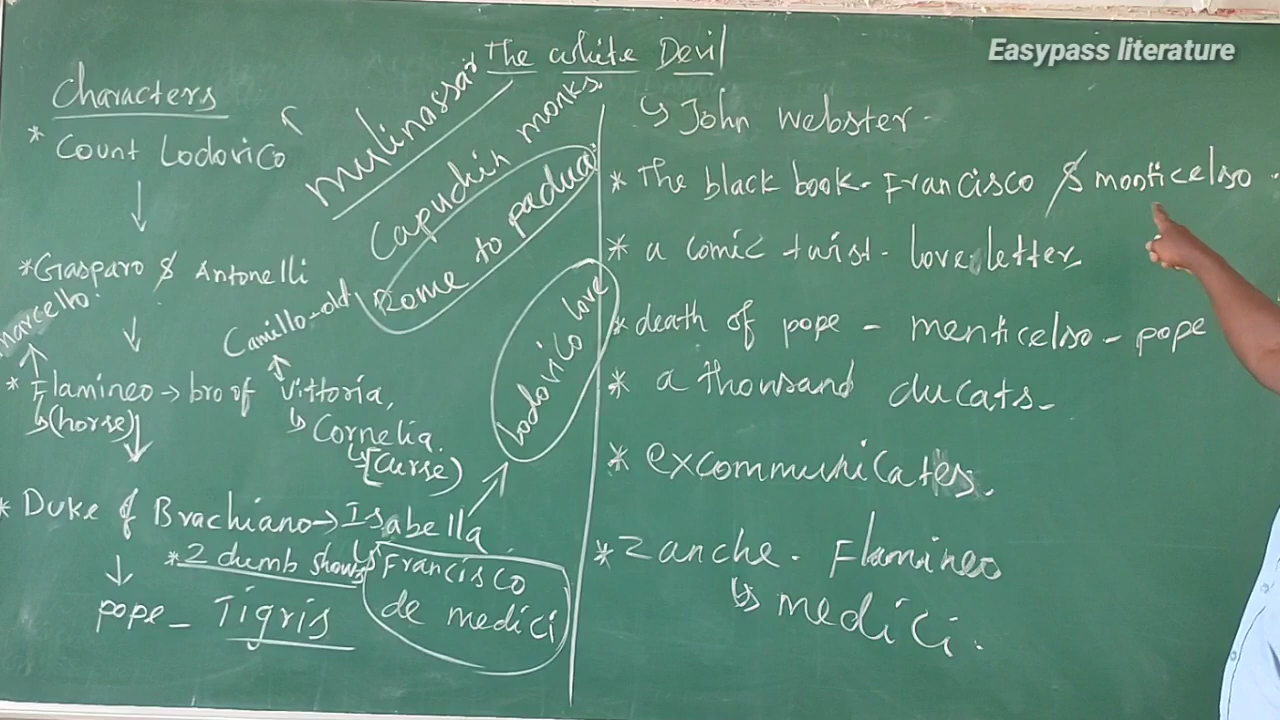 Easypass literature
The White Devil
↳ John Webster.
Characters
* Count Lodovico
mulinassar
Capuchin monks
Rome to padua.
*Gasparo & Antonelli
Marcello.
Camillo-old
* Flamineo → bro of Vittoria,
↳ (horse)
↳ Cornelia.
↳ (Curse)
Lodovico love
* Duke of Brachiano → Isabella
*2 dumb shows
↳ Francisco
de medici
pope - Tigris
* The black book - Francisco & monticelso.
* a comic twist - love letter
* death of pope - menticelso - pope
* a thousand ducats -
* excommunicates.
* Zanche. Flamineo
↳ medici.